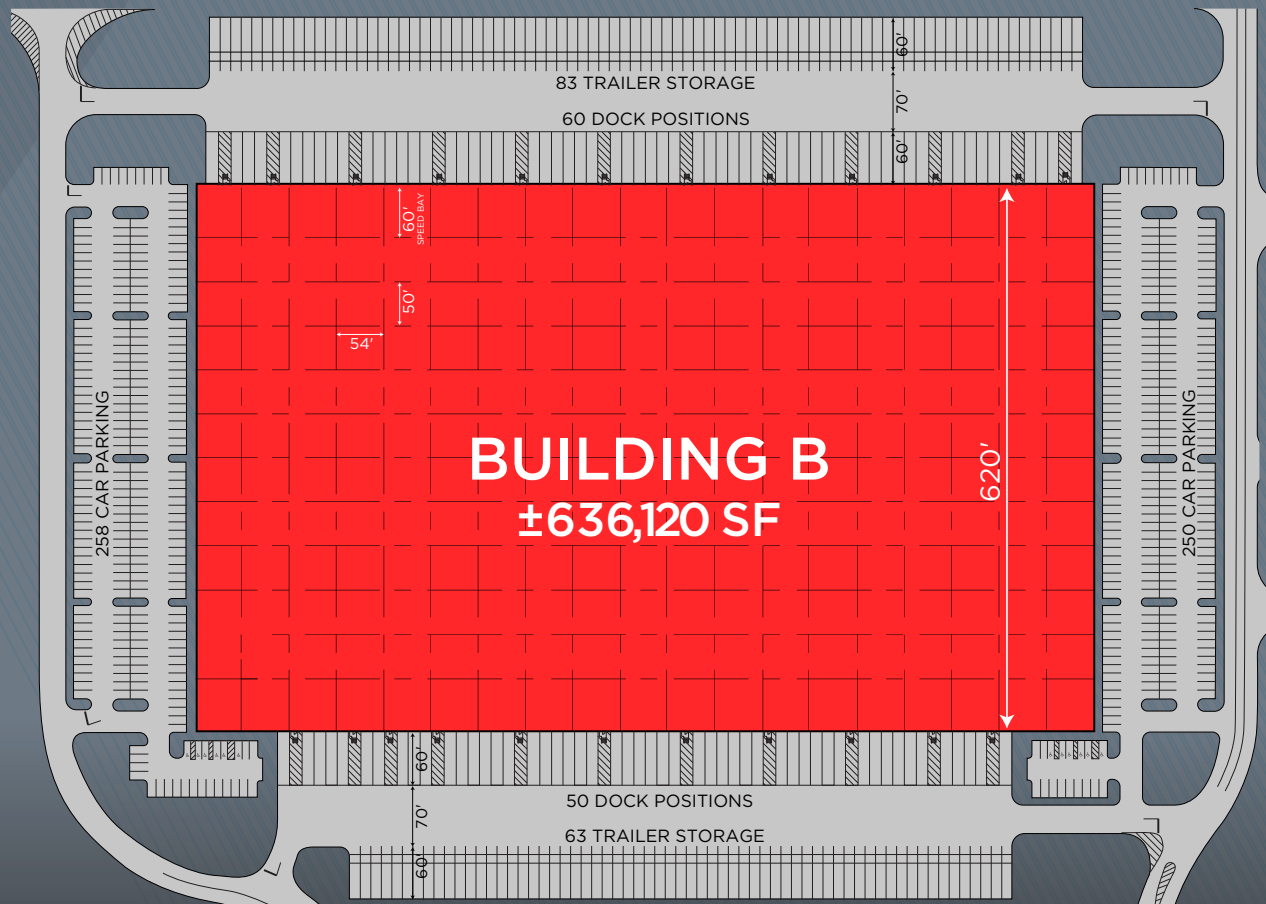 60'
83 TRAILER STORAGE
70'
60 DOCK POSITIONS
60'
60'
SPEED BAY
50'
54'
620'
BUILDING B
±636,120 SF
258 CAR PARKING
250 CAR PARKING
60'
50 DOCK POSITIONS
70'
63 TRAILER STORAGE
60'